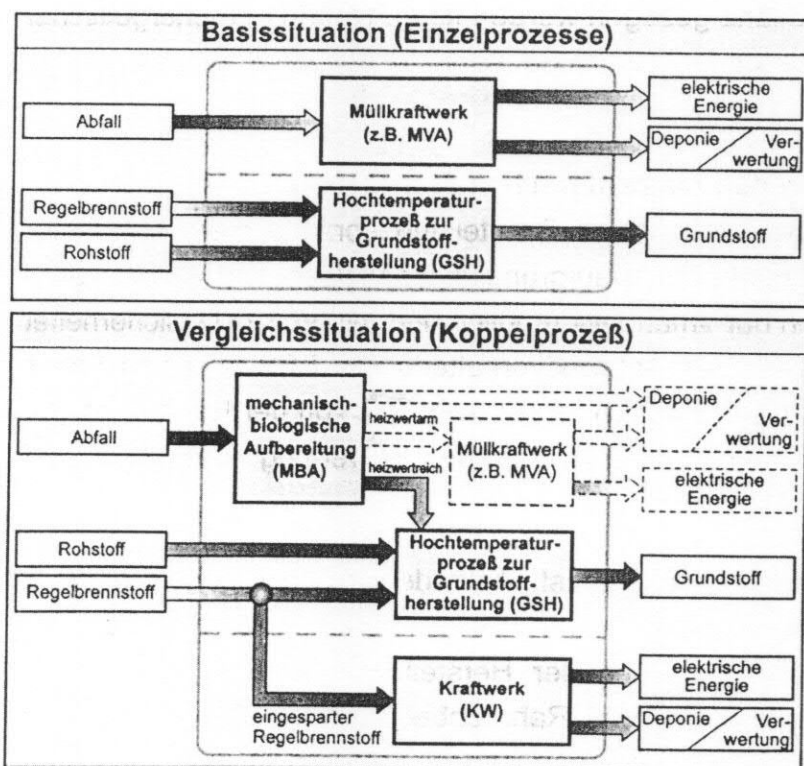 Basissituation (Einzelprozesse)
Abfall
Müllkraftwerk
(z.B. MVA)
elektrische
Energie
Deponie
Ver-
wertung
Regelbrennstoff
Rohstoff
Hochtemperatur-
prozeß zur
Grundstoff-
herstellung (GSH)
Grundstoff
Vergleichssituation (Koppelprozeß)
Abfall
mechanisch-
biologische
Aufbereitung
(MBA)
heizwertarm
heizwertreich
Müllkraftwerk
(z.B. MVA)
Deponie
Ver-
wertung
elektrische
Energie
Rohstoff
Regelbrennstoff
Hochtemperatur-
prozeß zur
Grundstoff-
herstellung (GSH)
Grundstoff
eingesparter
Regelbrennstoff
Kraftwerk
(KW)
elektrische
Energie
Deponie
Ver-
wertung